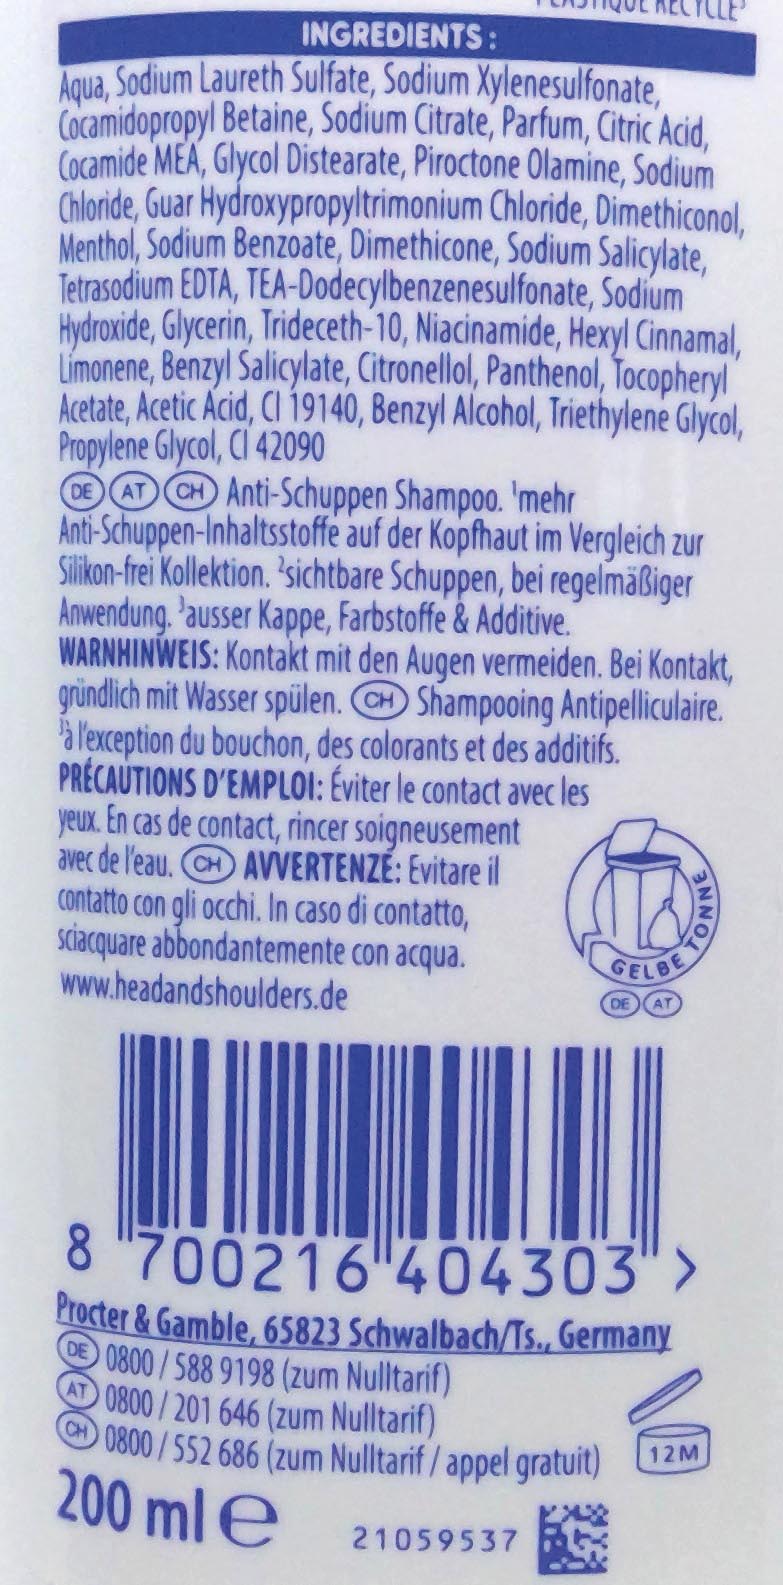 PLASTIQUE RECYCLÉ³
INGREDIENTS:
Aqua, Sodium Laureth Sulfate, Sodium Xylenesulfonate,
Cocamidopropyl Betaine, Sodium Citrate, Parfum, Citric Acid,
Cocamide MEA, Glycol Distearate, Piroctone Olamine, Sodium
Chloride, Guar Hydroxypropyltrimonium Chloride, Dimethiconol,
Menthol, Sodium Benzoate, Dimethicone, Sodium Salicylate,
Tetrasodium EDTA, TEA-Dodecylbenzenesulfonate, Sodium
Hydroxide, Glycerin, Trideceth-10, Niacinamide, Hexyl Cinnamal,
Limonene, Benzyl Salicylate, Citronellol, Panthenol, Tocopheryl
Acetate, Acetic Acid, CI 19140, Benzyl Alcohol, Triethylene Glycol,
Propylene Glycol, CI 42090
DE AT CH Anti-Schuppen Shampoo. ¹mehr
Anti-Schuppen-Inhaltsstoffe auf der Kopfhaut im Vergleich zur
Silikon-frei Kollektion. ²sichtbare Schuppen, bei regelmäßiger
Anwendung. ³ausser Kappe, Farbstoffe & Additive.
WARNHINWEIS: Kontakt mit den Augen vermeiden. Bei Kontakt,
gründlich mit Wasser spülen. CH Shampooing Antipelliculaire.
³à l'exception du bouchon, des colorants et des additifs.
PRÉCAUTIONS D'EMPLOI: Éviter le contact avec les
yeux. En cas de contact, rincer soigneusement
avec de l'eau. CH AVVERTENZE: Evitare il
contatto con gli occhi. In caso di contatto,
sciacquare abbondantemente con acqua.
www.headandshoulders.de
GELBE TONNE
DE AT
8 700216 404303 >
Procter & Gamble, 65823 Schwalbach/Ts., Germany
DE 0800 / 588 9198 (zum Nulltarif)
AT 0800 / 201 646 (zum Nulltarif)
CH 0800 / 552 686 (zum Nulltarif / appel gratuit)
12M
200 ml e
21059537